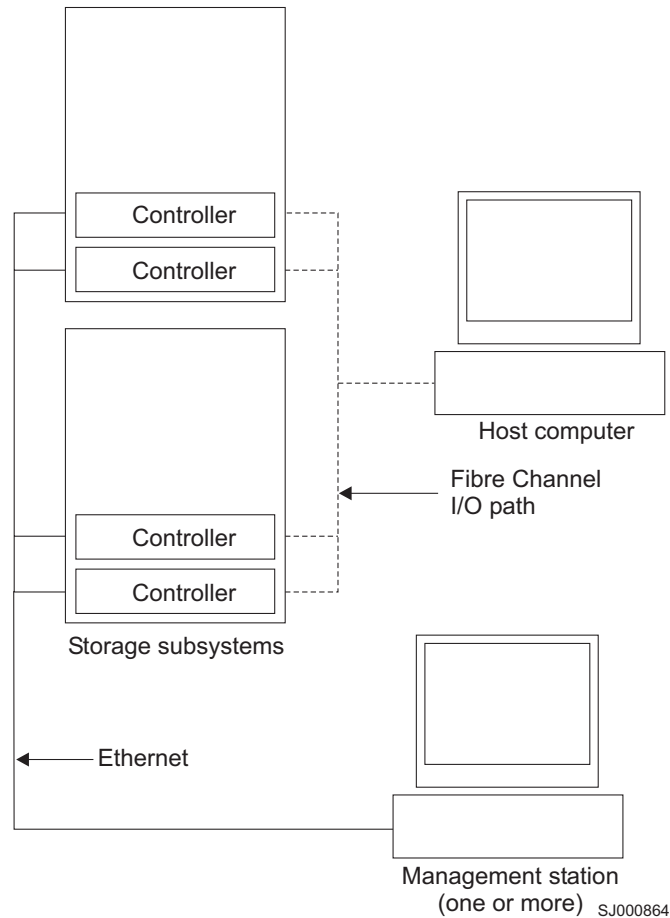 Controller
Controller
Host computer
Fibre Channel
I/O path
Controller
Controller
Storage subsystems
Ethernet
Management station
(one or more)
SJ000864